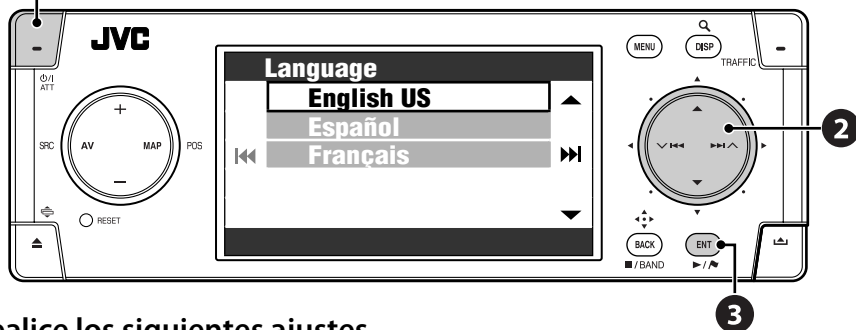 JVC
MENU
DISP
TRAFFIC
⏻/I
ATT
SRC
AV
MAP
POS
+
−
RESET
Language
English US
Español
Français
BACK
ENT
■/BAND
2
3
alice los siguientes ajustes